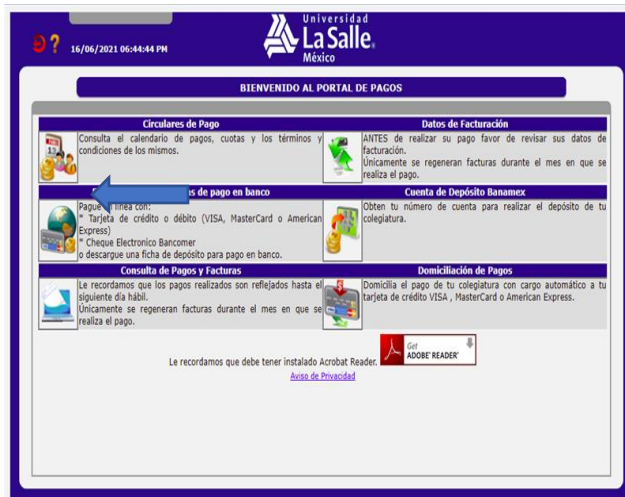 16/06/2021 06:44:44 PM
Universidad
La Salle®
México
BIENVENIDO AL PORTAL DE PAGOS
Circulares de Pago
Consulta el calendario de pagos, cuotas y los términos y
condiciones de los mismos.
Datos de Facturación
ANTES de realizar su pago favor de revisar sus datos de
facturación.
Únicamente se regeneran facturas durante el mes en que se
realiza el pago.
de pago en banco
Pague línea con:
* Tarjeta de crédito o débito (VISA, MasterCard o American
Express)
* Cheque Electronico Bancomer
o descargue una ficha de depósito para pago en banco.
Cuenta de Depósito Banamex
Obten tu número de cuenta para realizar el depósito de tu
colegiatura.
Consulta de Pagos y Facturas
Le recordamos que los pagos realizados son reflejados hasta el
siguiente día hábil.
Únicamente se regeneran facturas durante el mes en que se
realiza el pago.
Domiciliación de Pagos
Domicilia el pago de tu colegiatura con cargo automático a tu
tarjeta de crédito VISA , MasterCard o American Express.
Le recordamos que debe tener instalado Acrobat Reader.
Get
ADOBE® READER®
Aviso de Privacidad